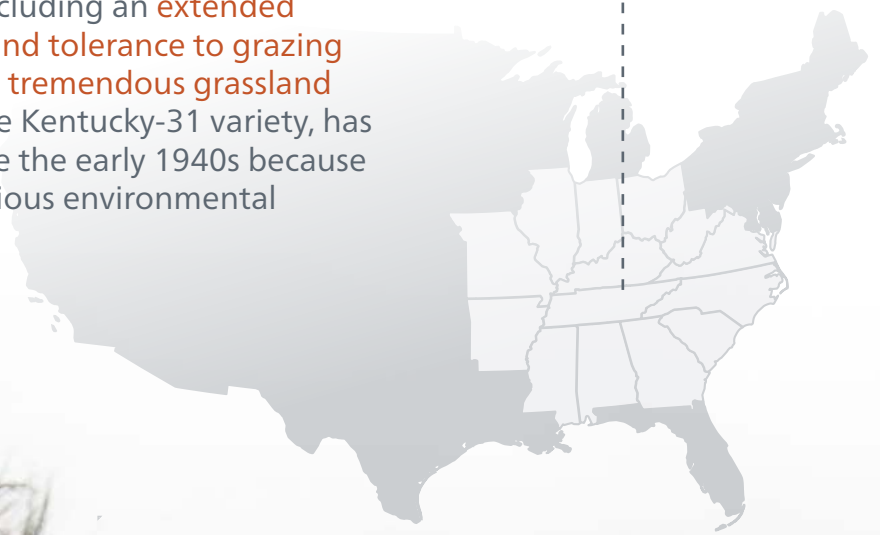 cluding an extended
nd tolerance to grazing
tremendous grassland
e Kentucky-31 variety, has
e the early 1940s because
ious environmental